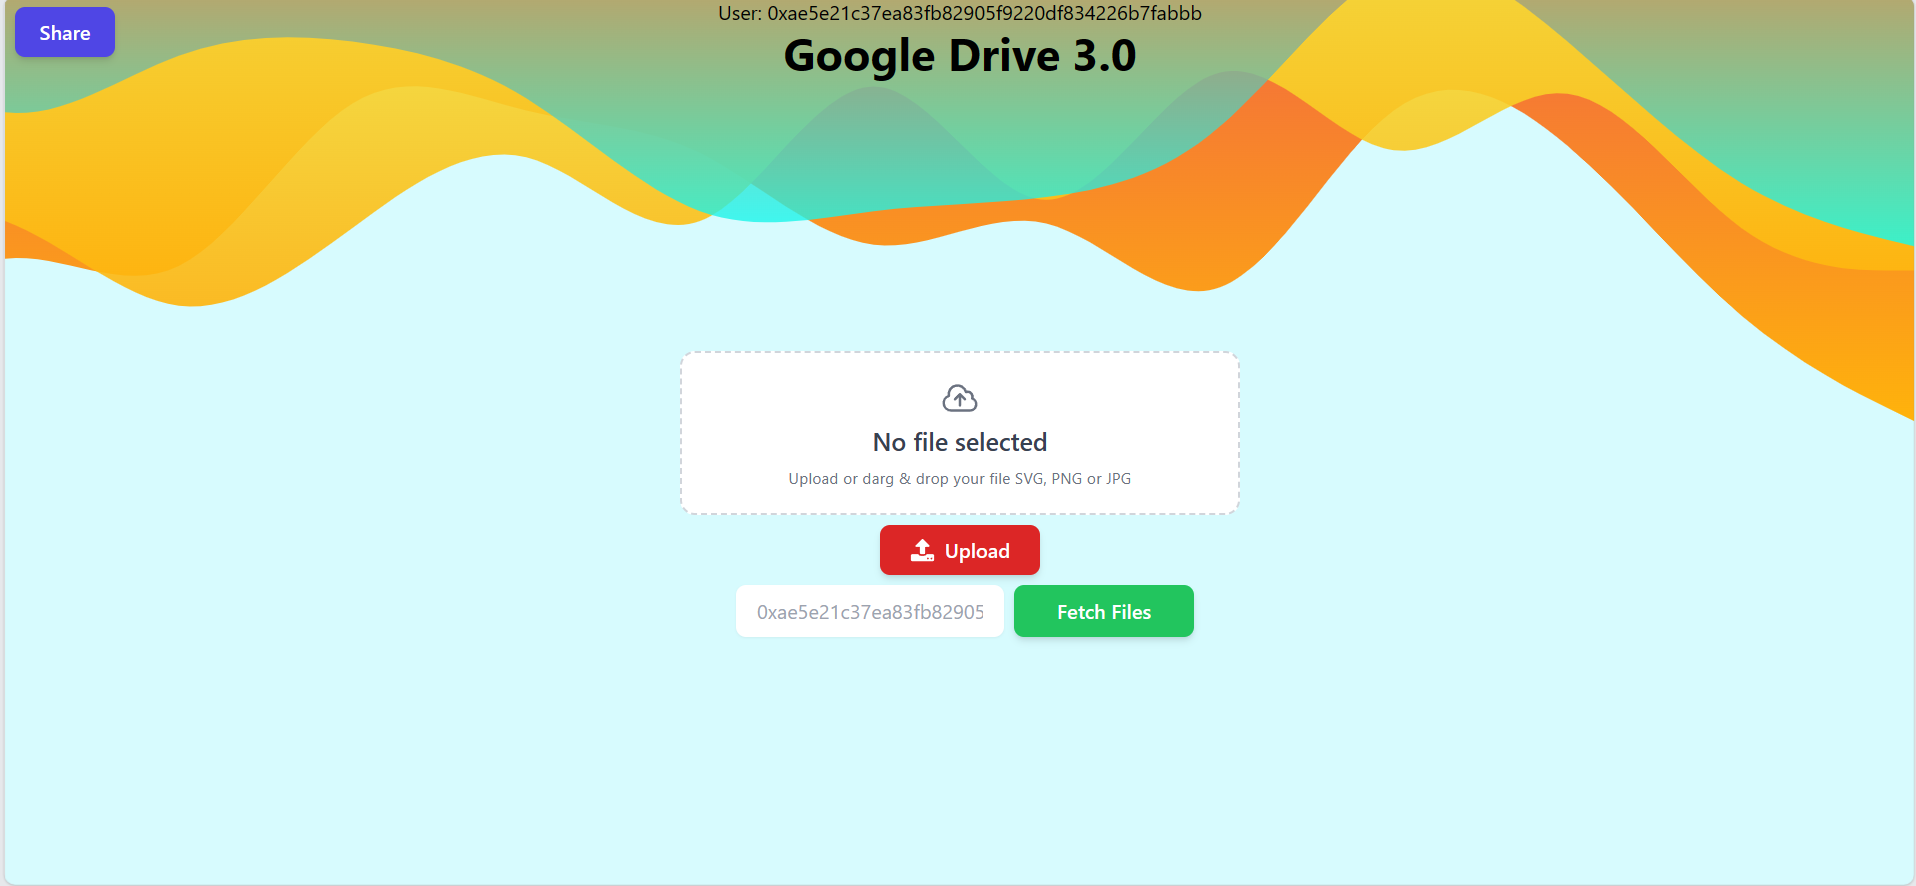 Share
User: 0xae5e21c37ea83fb82905f9220df834226b7fabbb
Google Drive 3.0
No file selected
Upload or darg & drop your file SVG, PNG or JPG
Upload
0xae5e21c37ea83fb82905
Fetch Files